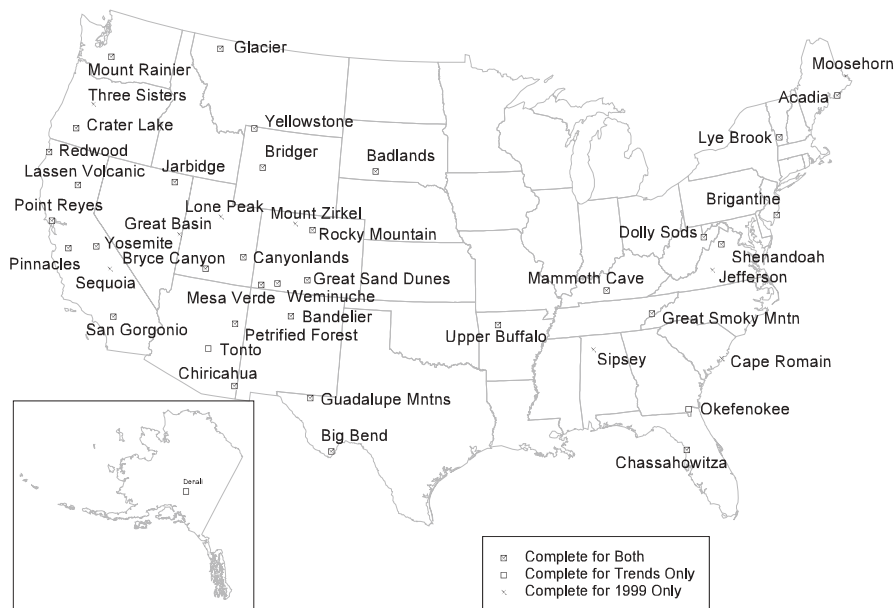 Glacier
Mount Rainier
Three Sisters
Crater Lake
Redwood
Lassen Volcanic
Point Reyes
Pinnacles
Yosemite
Sequoia
San Gorgonio
Jarbidge
Great Basin
Lone Peak
Bryce Canyon
Yellowstone
Bridger
Badlands
Mount Zirkel
Rocky Mountain
Canyonlands
Great Sand Dunes
Mesa Verde
Weminuche
Bandelier
Petrified Forest
Tonto
Chiricahua
Guadalupe Mntns
Big Bend
Upper Buffalo
Mammoth Cave
Sipsey
Moosehorn
Acadia
Lye Brook
Brigantine
Dolly Sods
Shenandoah
Jefferson
Great Smoky Mntn
Cape Romain
Okefenokee
Chassahowitza
Denali
Complete for Both
Complete for Trends Only
Complete for 1999 Only